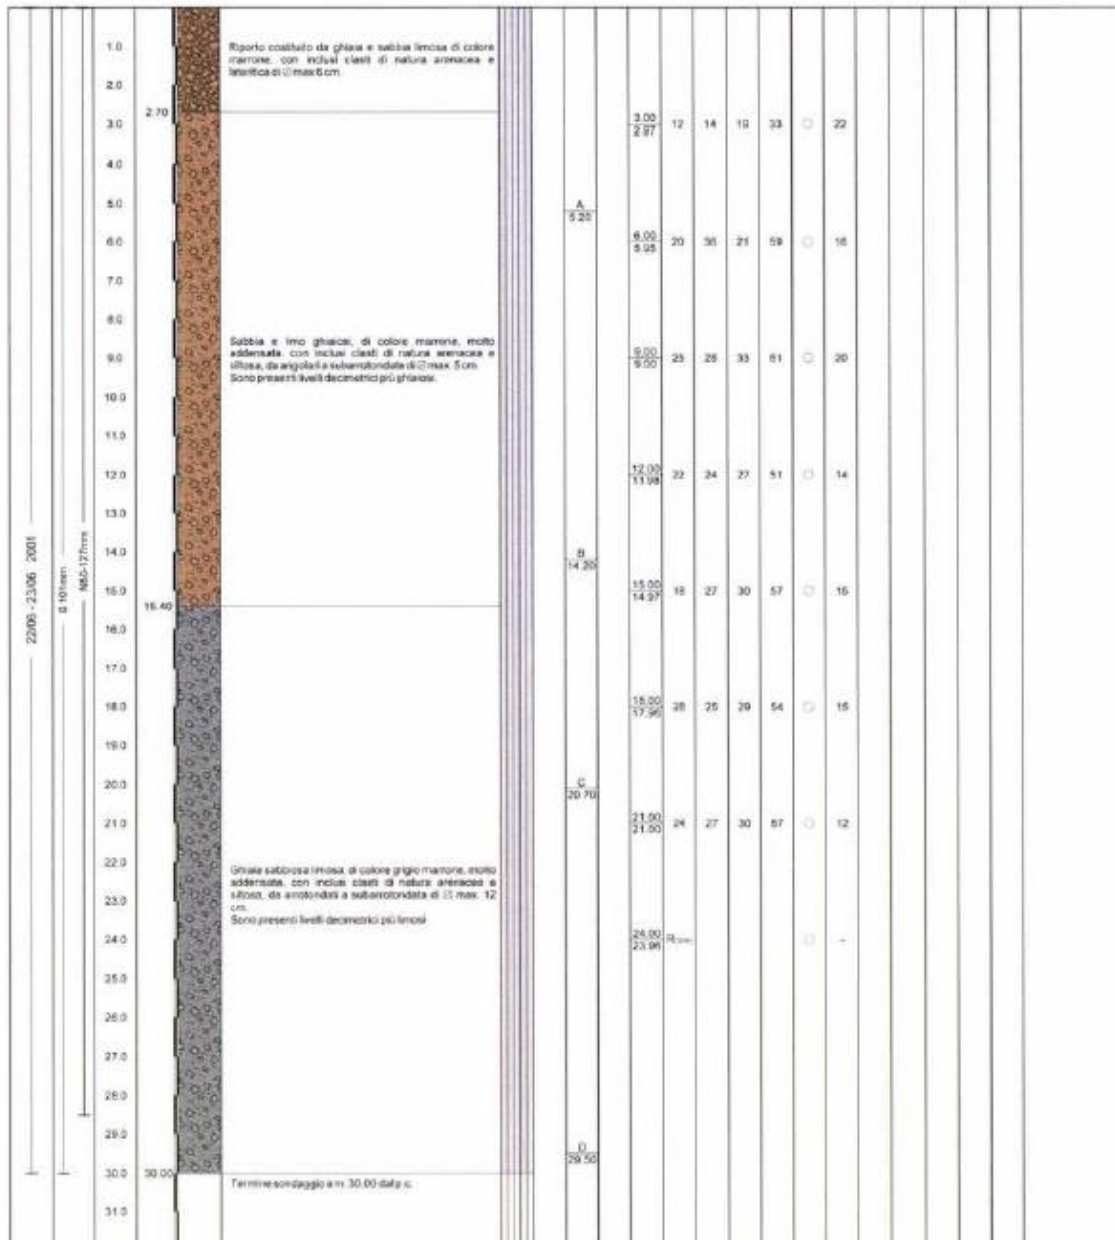 1.0
Riporto costituito da ghiaia e sabbia limosa di colore
marrone, con inclusi clasti di natura arenacea e
lateritica di ∅ max 6 cm
2.0
2.70
3.0
3.00
2.97
12 14 19 33 22
4.0
5.0
A
5.20
6.0
6.00
5.95
20 36 21 59 16
7.0
8.0
Sabbia e limo ghiaiosi, di colore marrone, molto
addensata, con inclusi clasti di natura arenacea e
siltosa, da angolari a subarrotondate di ∅ max. 5 cm.
Sono presenti livelli decimetrici più ghiaiosi.
9.0
9.00
9.00
25 28 33 61 20
10.0
11.0
12.0
12.00
11.98
22 24 27 51 14
13.0
14.0
B
14.20
15.0
15.00
14.97
18 27 30 57 15.40
16.0
17.0
18.0
18.00
17.96
25 29 54 15
19.0
20.0
C
20.70
21.0
21.00
21.00
24 27 30 57 12
22.0
Ghiaia sabbiosa limosa, di colore grigio marrone, molto
addensata, con inclusi clasti di natura arenacea e
siltosa, da arrotondati a subarrotondata di ∅ max. 12
cm.
Sono presenti livelli decimetrici più limosi
23.0
24.0
24.00
23.96
-
25.0
26.0
27.0
28.0
29.0
D
29.50
30.0
30.00
Termine sondaggio a m. 30.00 dal p.c.
31.0
22/06 - 23/06 2001
101mm
127mm